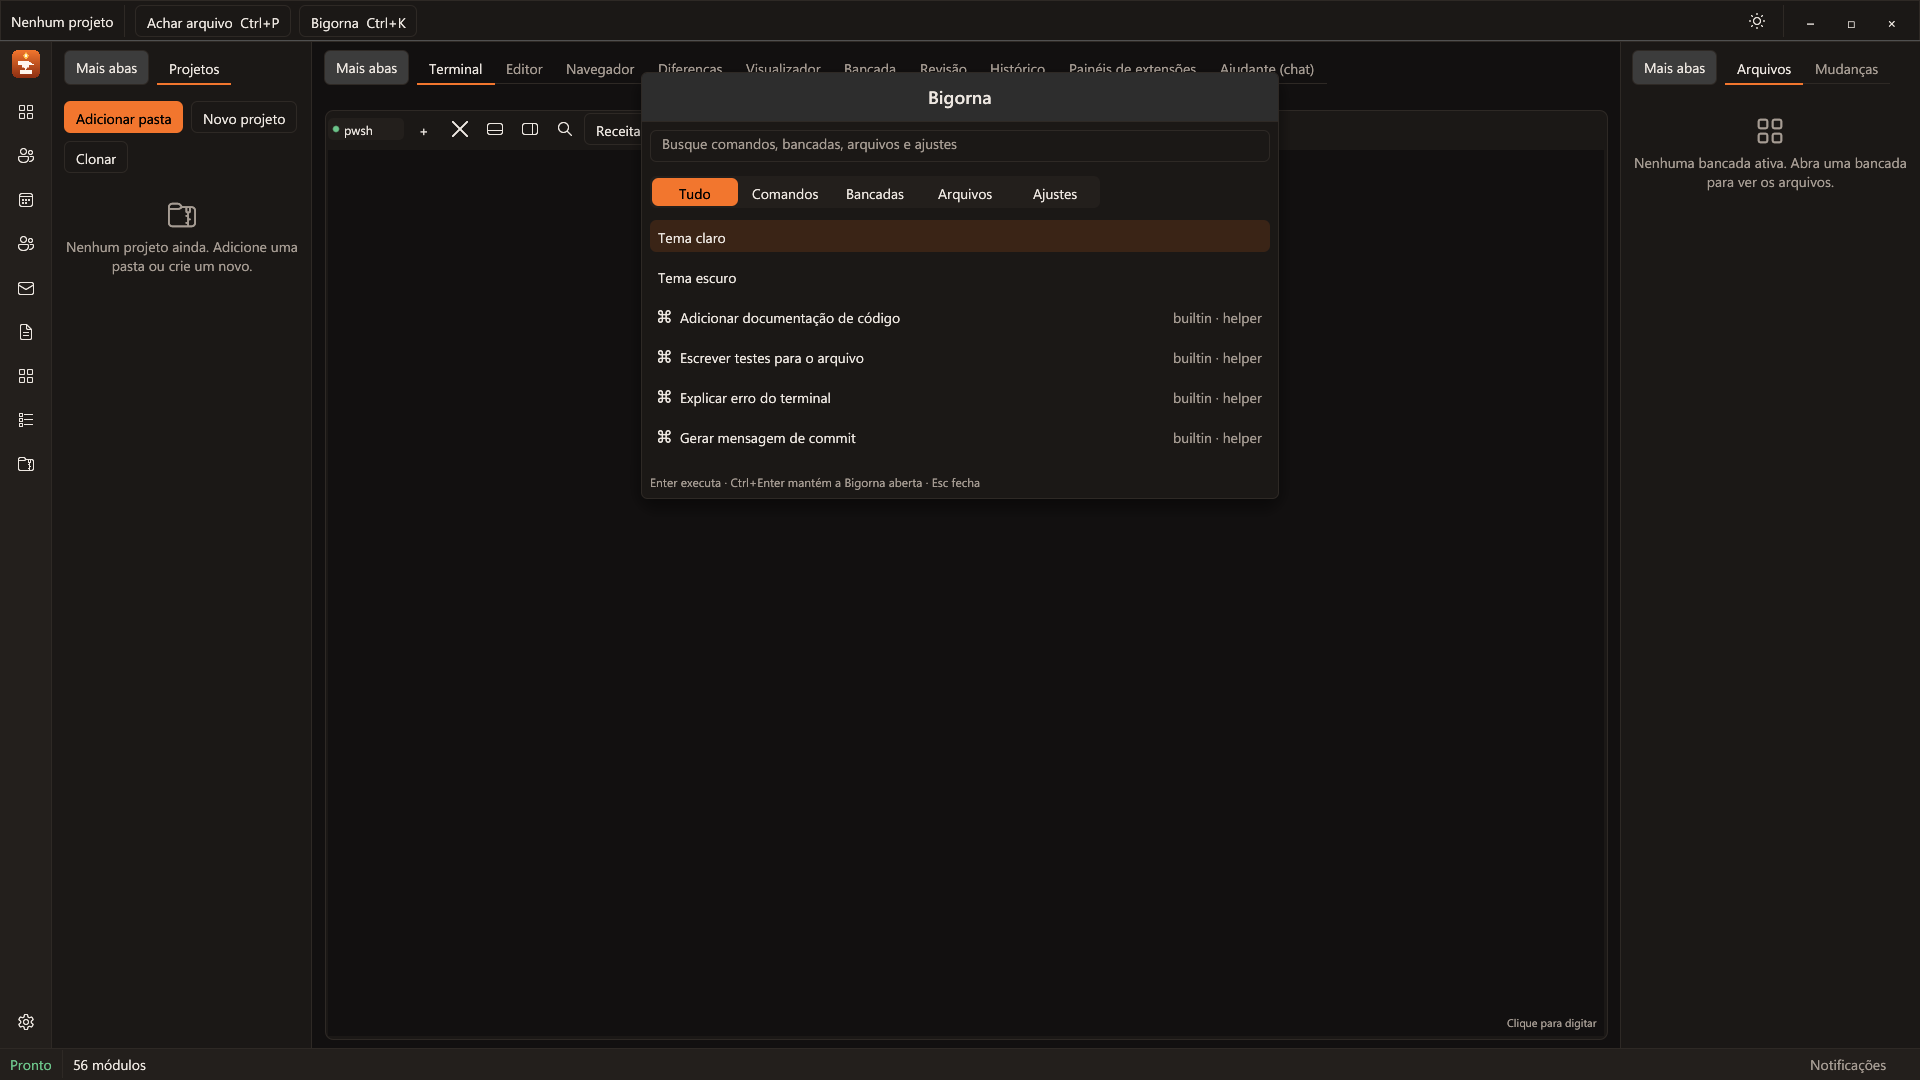 Nenhum projeto
Achar arquivo Ctrl+P
Bigorna Ctrl+K
Mais abas
Projetos
Adicionar pasta
Novo projeto
Clonar
Nenhum projeto ainda. Adicione uma
pasta ou crie um novo.
Mais abas
Terminal
Editor
Navegador
Diferenças
Visualizador
Bancada
Revisão
Histórico
Painéis de extensões
Ajudante (chat)
pwsh
+
Receita
Bigorna
Busque comandos, bancadas, arquivos e ajustes
Tudo
Comandos
Bancadas
Arquivos
Ajustes
Tema claro
Tema escuro
⌘ Adicionar documentação de código builtin · helper
⌘ Escrever testes para o arquivo builtin · helper
⌘ Explicar erro do terminal builtin · helper
⌘ Gerar mensagem de commit builtin · helper
Enter executa · Ctrl+Enter mantém a Bigorna aberta · Esc fecha
Clique para digitar
Mais abas
Arquivos
Mudanças
Nenhuma bancada ativa. Abra uma bancada
para ver os arquivos.
Pronto
56 módulos
Notificações